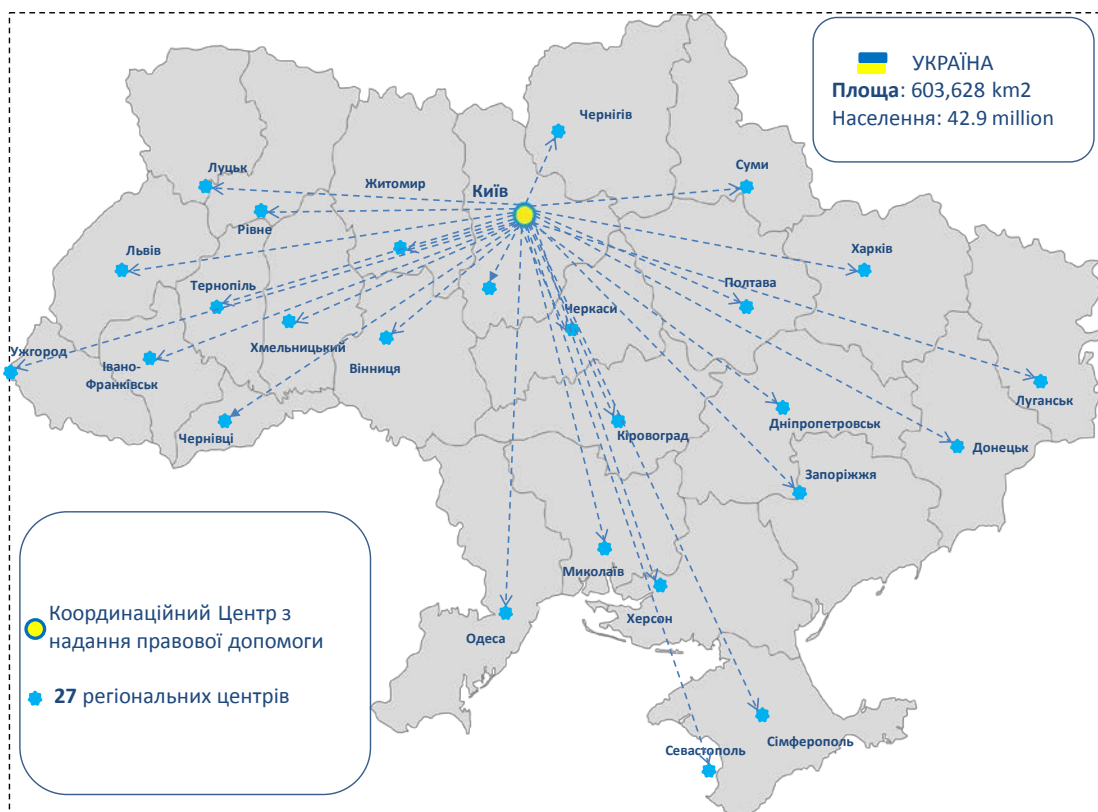 УКРАЇНА
Площа: 603,628 km2
Населення: 42.9 million
Чернігів
Луцьк
Суми
Житомир
Київ
Рівне
Львів
Харків
Тернопіль
Полтава
Черкаси
Ужгород
Івано-
Франківськ
Хмельницький
Вінниця
Луганськ
Чернівці
Кіровоград
Дніпропетровськ
Донецьк
Запоріжжя
Миколаїв
Херсон
Одеса
Координаційний Центр з
надання правової допомоги
27 регіональних центрів
Сімферополь
Севастополь